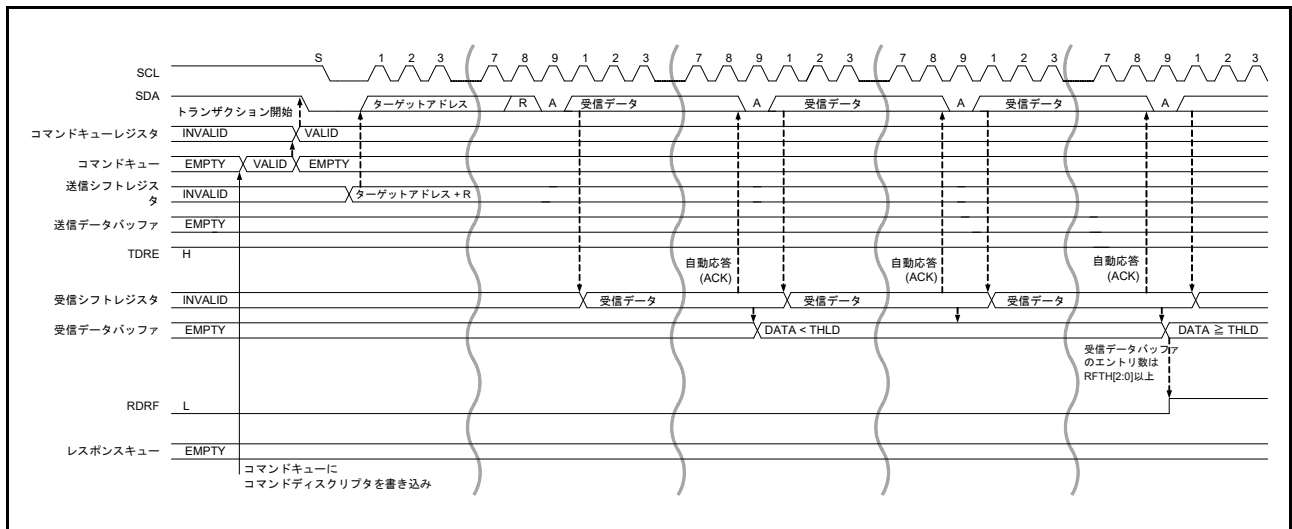 S 1 2 3 7 8 9 1 2 3 7 8 9 1 2 3 7 8 9 1 2 3 7 8 9 1 2 3
SCL
SDA
トランザクション開始
ターゲットアドレス R A 受信データ A 受信データ A 受信データ A
コマンドキューレジスタ INVALID VALID
コマンドキュー EMPTY VALID EMPTY
送信シフトレジス
タ
INVALID ターゲットアドレス + R
送信データバッファ EMPTY
TDRE H
自動応答
(ACK)
自動応答
(ACK)
自動応答
(ACK)
受信シフトレジスタ INVALID 受信データ 受信データ 受信データ
受信データバッファ EMPTY DATA < THLD DATA ≧ THLD
受信データバッファ
のエントリ数は
RFTH[2:0]以上
RDRF L
レスポンスキュー EMPTY
コマンドキューに
コマンドディスクリプタを書き込み